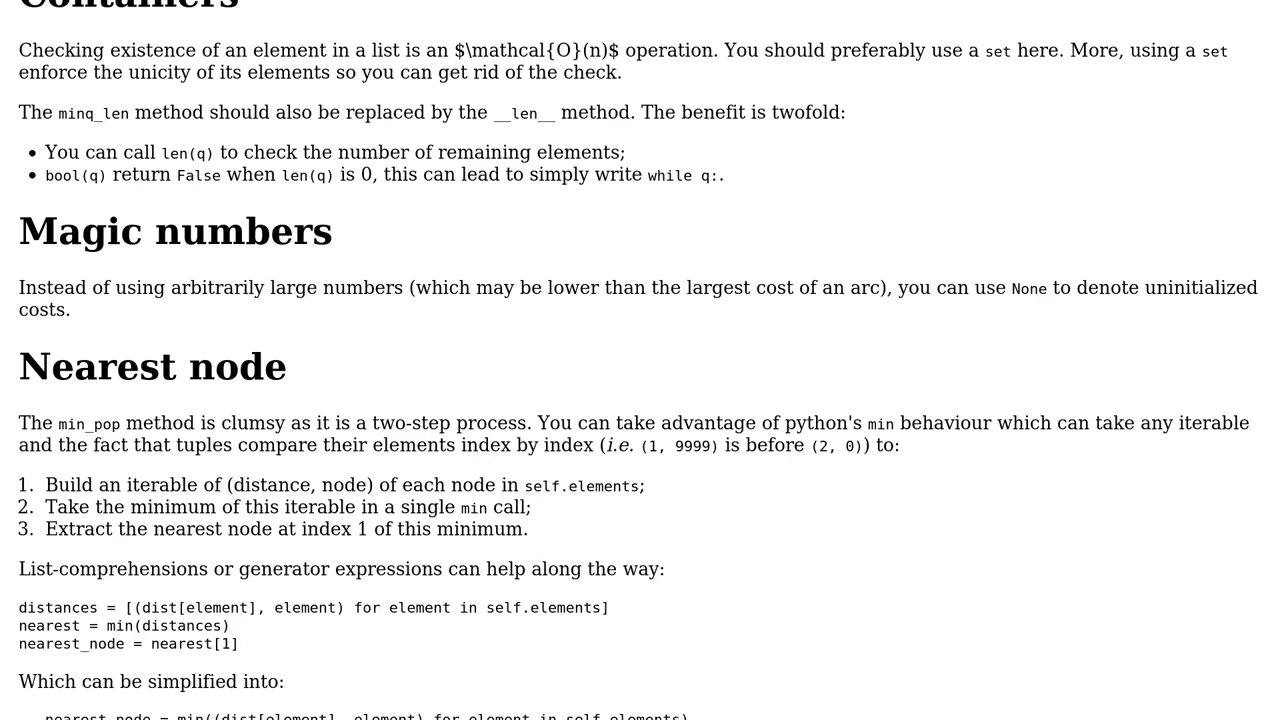 Containers
Checking existence of an element in a list is an $\mathcal{O}(n)$ operation. You should preferably use a set here. More, using a set
enforce the unicity of its elements so you can get rid of the check.
The minq_len method should also be replaced by the __len__ method. The benefit is twofold:
• You can call len(q) to check the number of remaining elements;
• bool(q) return False when len(q) is 0, this can lead to simply write while q:.
Magic numbers
Instead of using arbitrarily large numbers (which may be lower than the largest cost of an arc), you can use None to denote uninitialized
costs.
Nearest node
The min_pop method is clumsy as it is a two-step process. You can take advantage of python's min behaviour which can take any iterable
and the fact that tuples compare their elements index by index (i.e. (1, 9999) is before (2, 0)) to:
1. Build an iterable of (distance, node) of each node in self.elements;
2. Take the minimum of this iterable in a single min call;
3. Extract the nearest node at index 1 of this minimum.
List-comprehensions or generator expressions can help along the way:
distances = [(dist[element], element) for element in self.elements]
nearest = min(distances)
nearest_node = nearest[1]
Which can be simplified into:
_, nearest_node = min((dist[element], element) for element in self.elements)